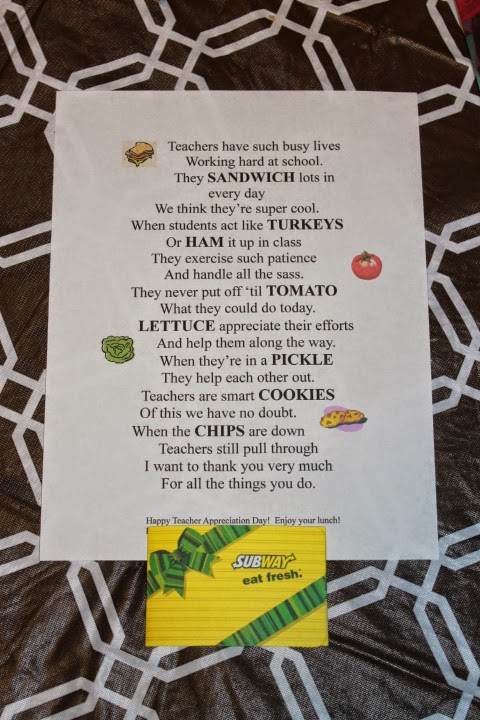 Teachers have such busy lives
Working hard at school.
They SANDWICH lots in
every day
We think they're super cool.
When students act like TURKEYS
Or HAM it up in class
They exercise such patience
And handle all the sass.
They never put off 'til TOMATO
What they could do today.
LETTUCE appreciate their efforts
And help them along the way.
When they're in a PICKLE
They help each other out.
Teachers are smart COOKIES
Of this we have no doubt.
When the CHIPS are down
Teachers still pull through
I want to thank you very much
For all the things you do.
Happy Teacher Appreciation Day! Enjoy your lunch!
SUBWAY
eat fresh.